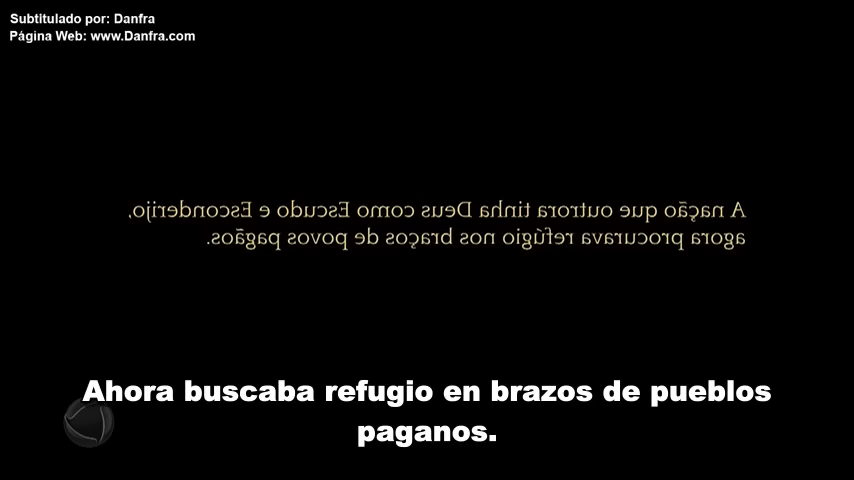 Subtitulado por: Danfra
Página Web: www.Danfra.com
A nação que outrora tinha Deus como Escudo e Esconderijo,
agora procurava refúgio nos braços de povos pagãos.
Ahora buscaba refugio en brazos de pueblos
paganos.